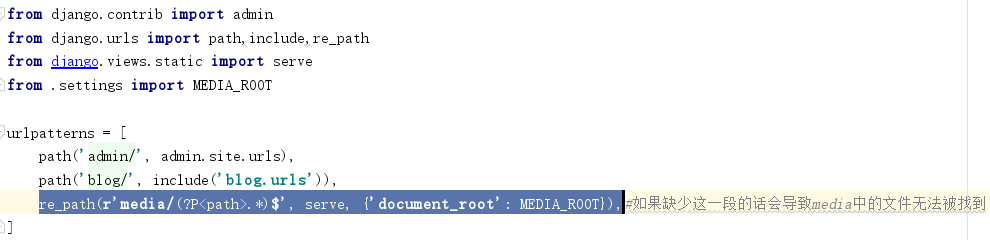 from django.contrib import admin
from django.urls import path,include,re_path
from django.views.static import serve
from .settings import MEDIA_ROOT
urlpatterns = [
path('admin/', admin.site.urls),
path('blog/', include('blog.urls')),
re_path(r'media/(?P<path>.*)$', serve, {'document_root': MEDIA_ROOT}),#如果缺少这一段的话会导致media中的文件无法被找到
]